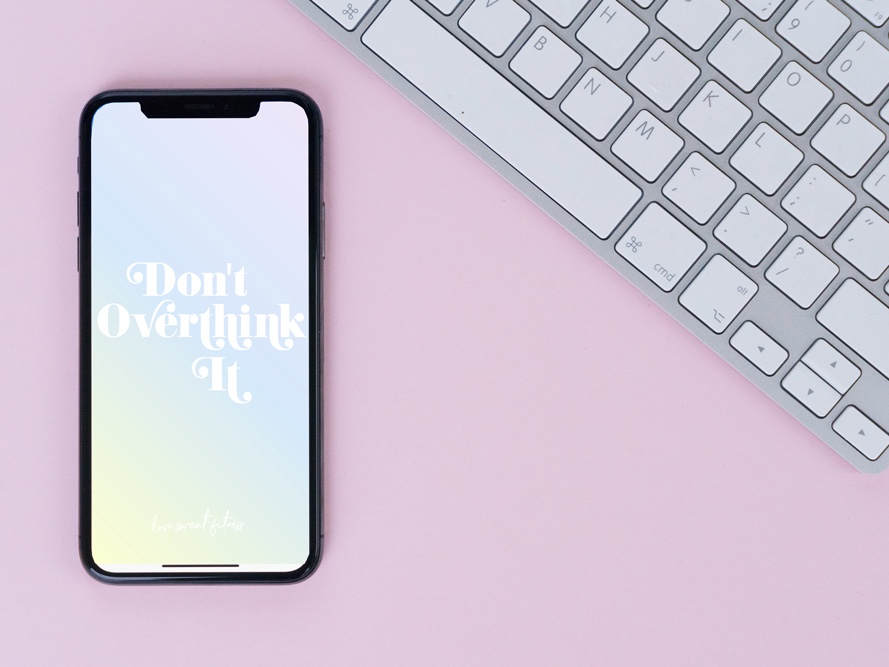 Don't
Overthink
It
love sweat fitness
⌘
V
B
H
N
J
I
9
M
K
O
)
0
< ,
L
P
⌘
cmd
> .
: ;
alt
⌥
? /
" '
◀
▲
▼
▶